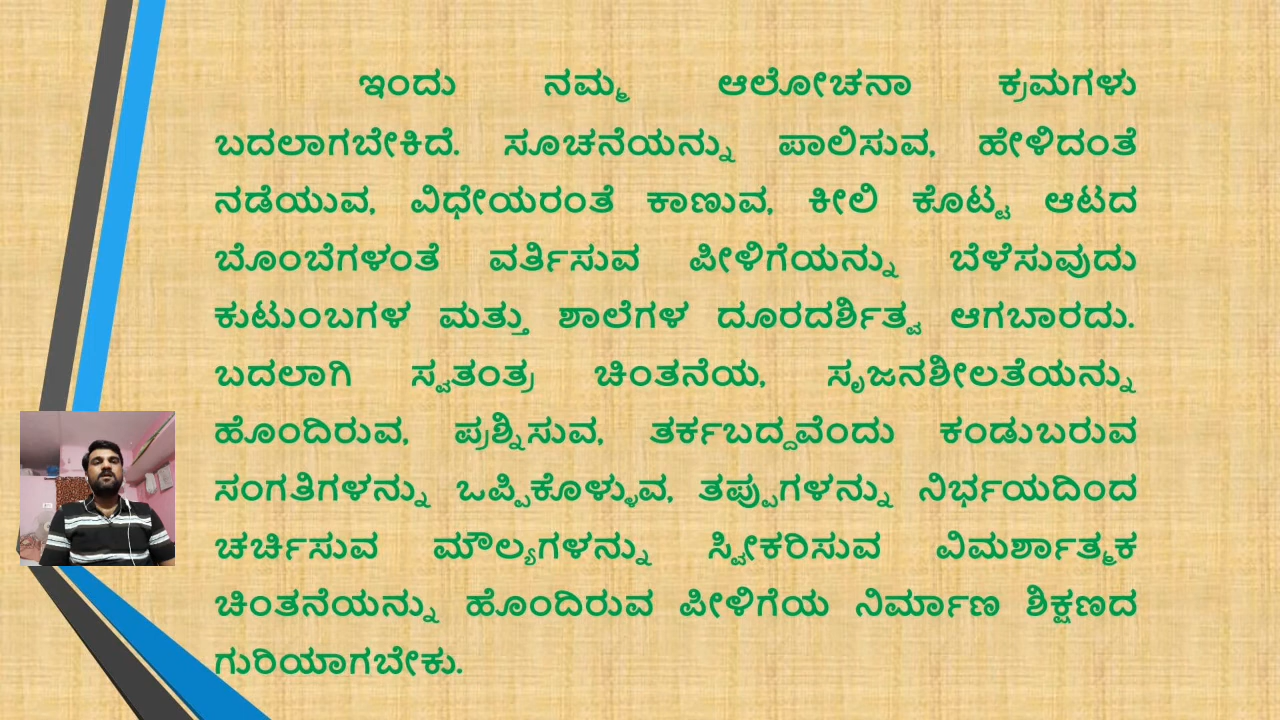 ಇಂದು ನಮ್ಮ ಆಲೋಚನಾ ಕ್ರಮಗಳು
ಬದಲಾಗಬೇಕಿದೆ. ಸೂಚನೆಯನ್ನು ಪಾಲಿಸುವ, ಹೇಳಿದಂತೆ
ನಡೆಯುವ, ವಿಧೇಯರಂತೆ ಕಾಣುವ, ಕೀಲಿ ಕೊಟ್ಟ ಆಟದ
ಬೊಂಬೆಗಳಂತೆ ವರ್ತಿಸುವ ಪೀಳಿಗೆಯನ್ನು ಬೆಳೆಸುವುದು
ಕುಟುಂಬಗಳ ಮತ್ತು ಶಾಲೆಗಳ ದೂರದರ್ಶಿತ್ವ ಆಗಬಾರದು.
ಬದಲಾಗಿ ಸ್ವತಂತ್ರ ಚಿಂತನೆಯ, ಸೃಜನಶೀಲತೆಯನ್ನು
ಹೊಂದಿರುವ, ಪ್ರಶ್ನಿಸುವ, ತರ್ಕಬದ್ದವೆಂದು ಕಂಡುಬರುವ
ಸಂಗತಿಗಳನ್ನು ಒಪ್ಪಿಕೊಳ್ಳುವ, ತಪ್ಪುಗಳನ್ನು ನಿರ್ಭಯದಿಂದ
ಚರ್ಚಿಸುವ ಮೌಲ್ಯಗಳನ್ನು ಸ್ವೀಕರಿಸುವ ವಿಮರ್ಶಾತ್ಮಕ
ಚಿಂತನೆಯನ್ನು ಹೊಂದಿರುವ ಪೀಳಿಗೆಯ ನಿರ್ಮಾಣ ಶಿಕ್ಷಣದ
ಗುರಿಯಾಗಬೇಕು.